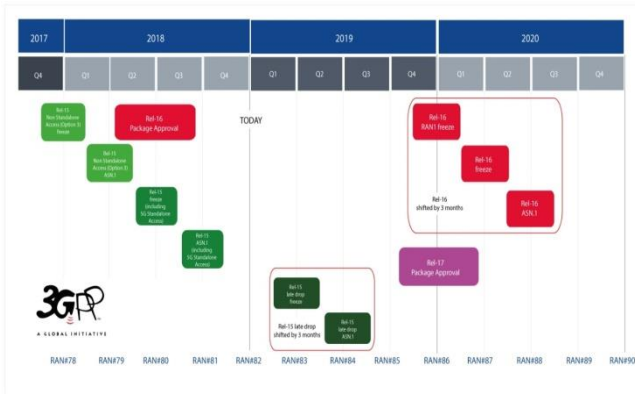 2017
2018
2019
2020
Q4
Q1
Q2
Q3
Q4
Q1
Q2
Q3
Q4
Q1
Q2
Q3
Q4
Rel-15
Non Standalone
Access (Option 3)
Freeze
Rel-16
Package Approval
TODAY
Rel-16
RAN1 freeze
Rel-15
Non Standalone
Access (Option 3)
ASN.1
Rel-16
freeze
Rel-15
Freeze
(including
5G Standalone
Access)
Rel-16
shifted by 3 months
Rel-16
ASN.1
Rel-15
ASN.1
(including
5G Standalone
Access)
Rel-17
Package Approval
3GPP
A GLOBAL INITIATIVE
Rel-15
late drop
freeze
Rel-15 late drop
shifted by 3 months
Rel-15
late drop
ASN.1
RAN#78
RAN#79
RAN#80
RAN#81
RAN#82
RAN#83
RAN#84
RAN#85
RAN#86
RAN#87
RAN#88
RAN#89
RAN#90